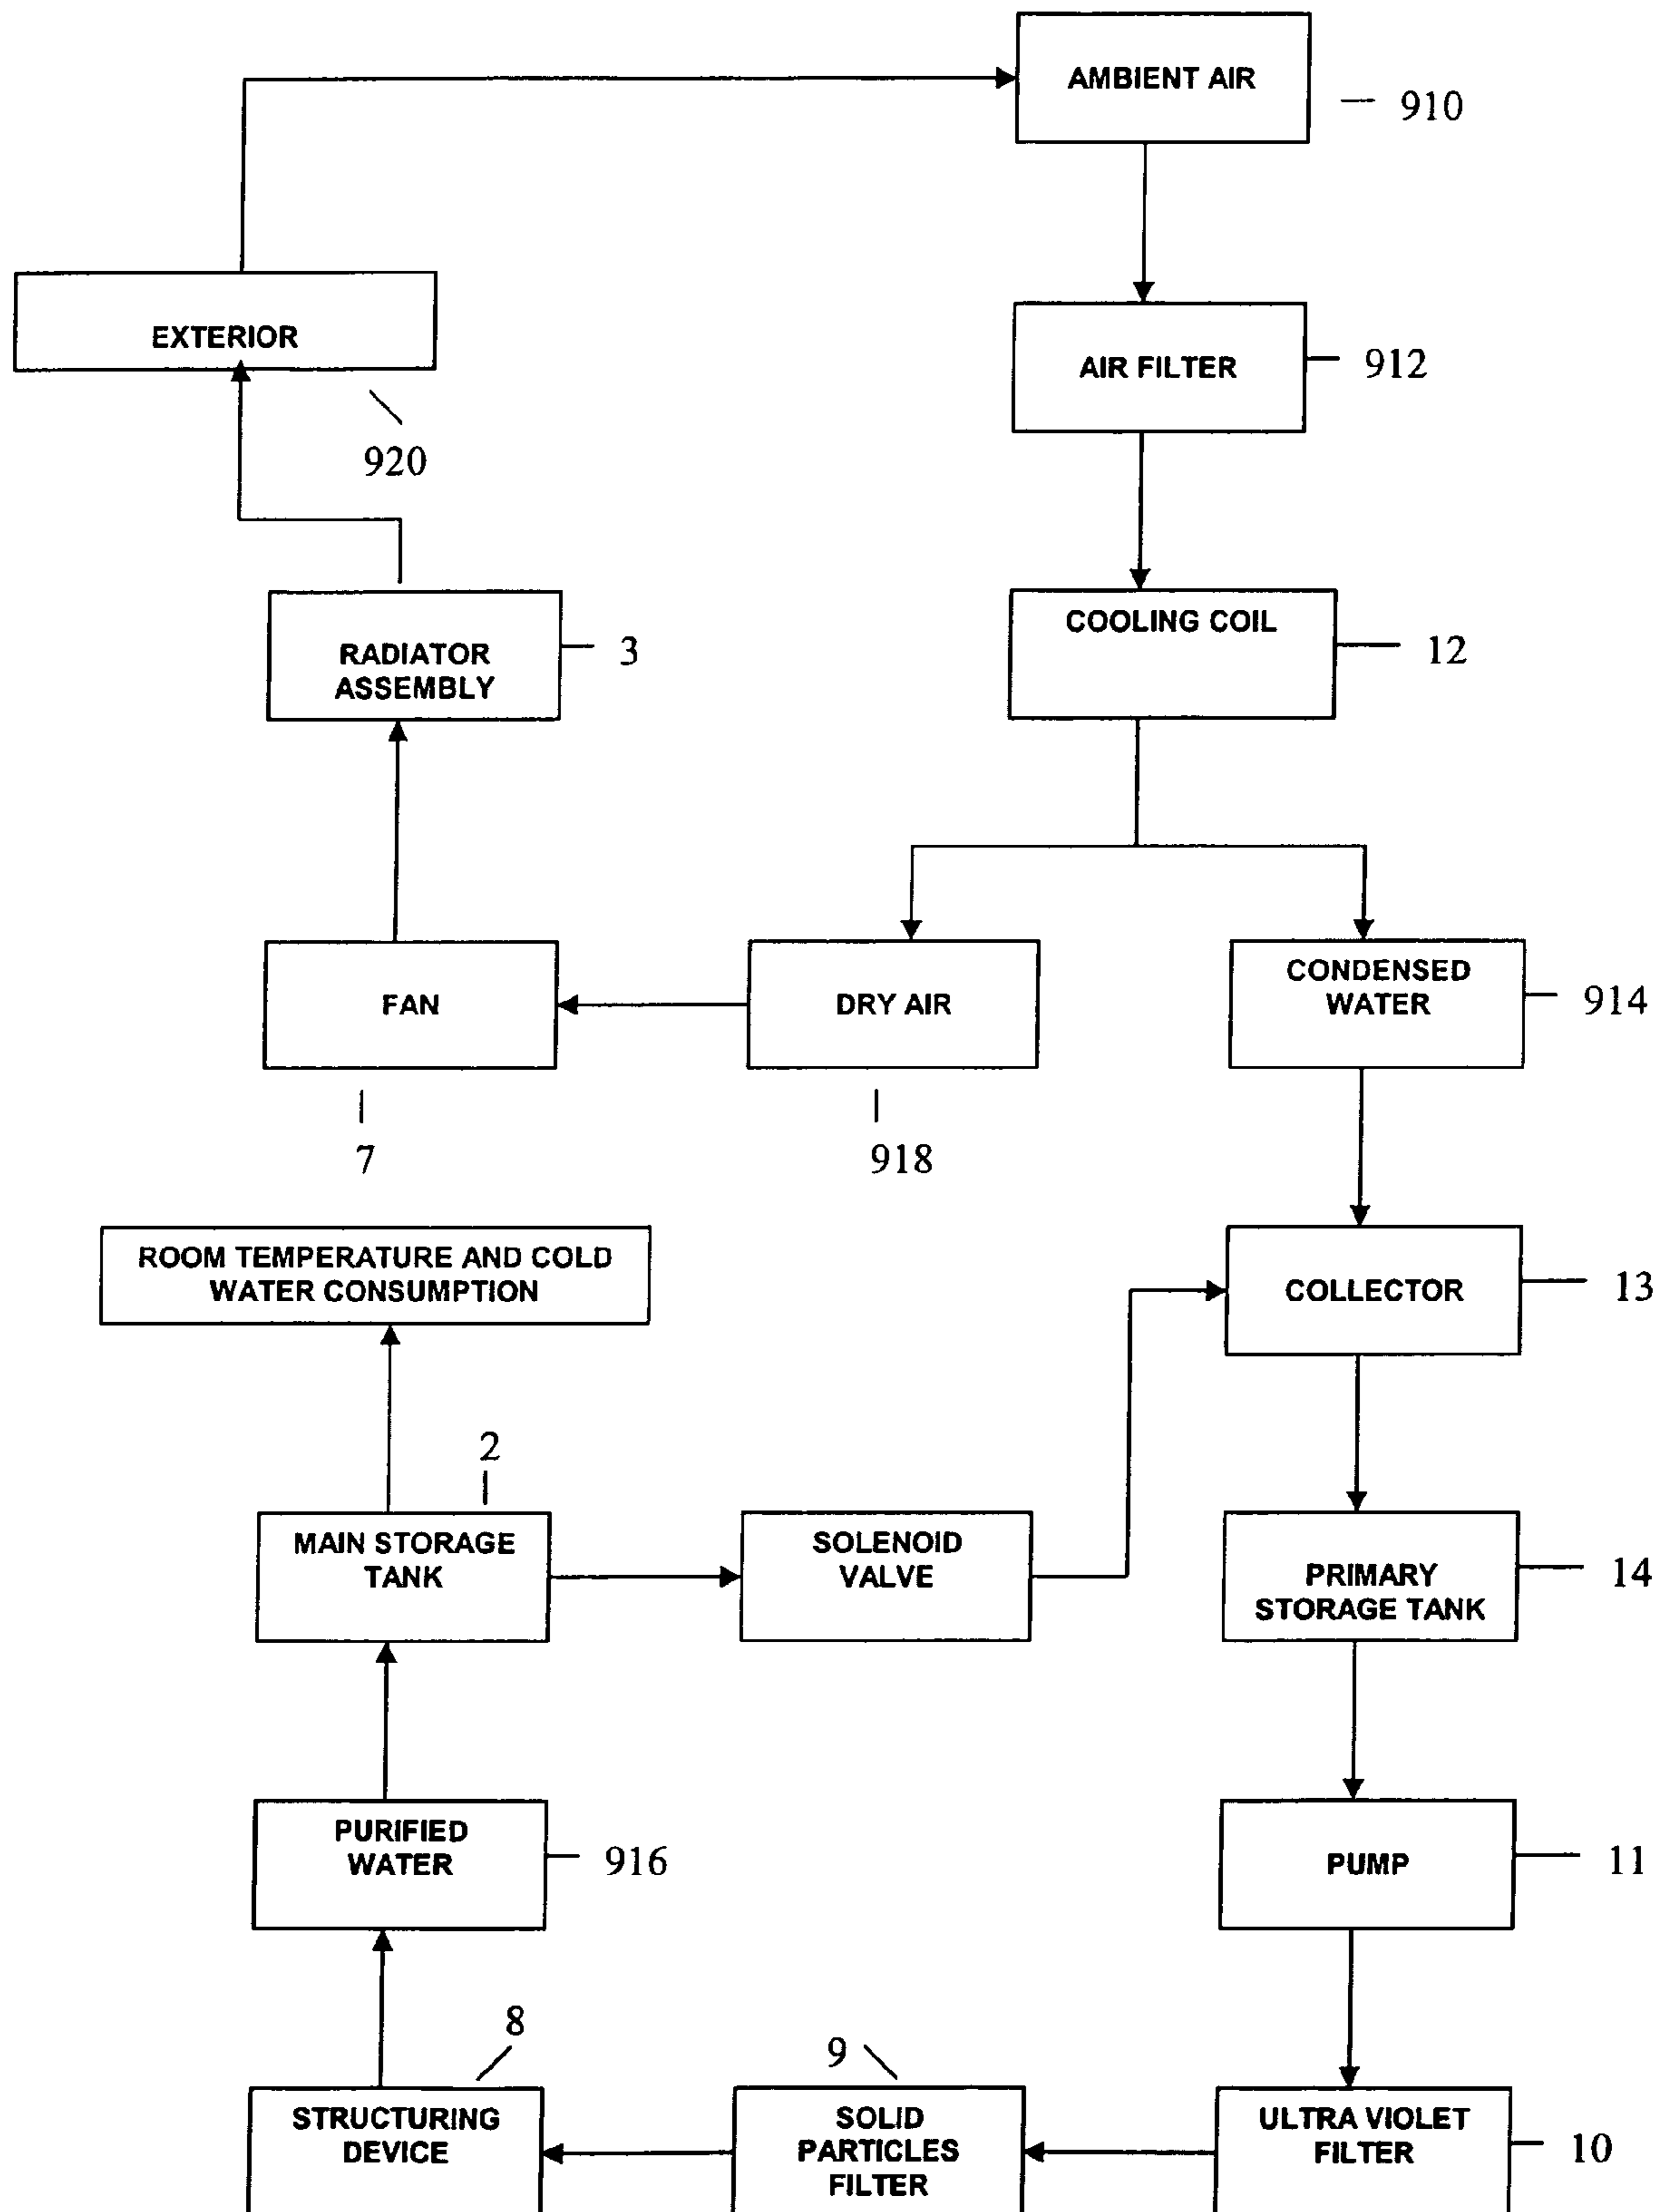 AMBIENT AIR
910
EXTERIOR
920
AIR FILTER
912
RADIATOR
ASSEMBLY
3
COOLING COIL
12
FAN
7
DRY AIR
918
CONDENSED
WATER
914
ROOM TEMPERATURE AND COLD
WATER CONSUMPTION
COLLECTOR
13
2
MAIN STORAGE
TANK
SOLENOID
VALVE
PRIMARY
STORAGE TANK
14
PURIFIED
WATER
916
PUMP
11
8
STRUCTURING
DEVICE
9
SOLID
PARTICLES
FILTER
ULTRA VIOLET
FILTER
10